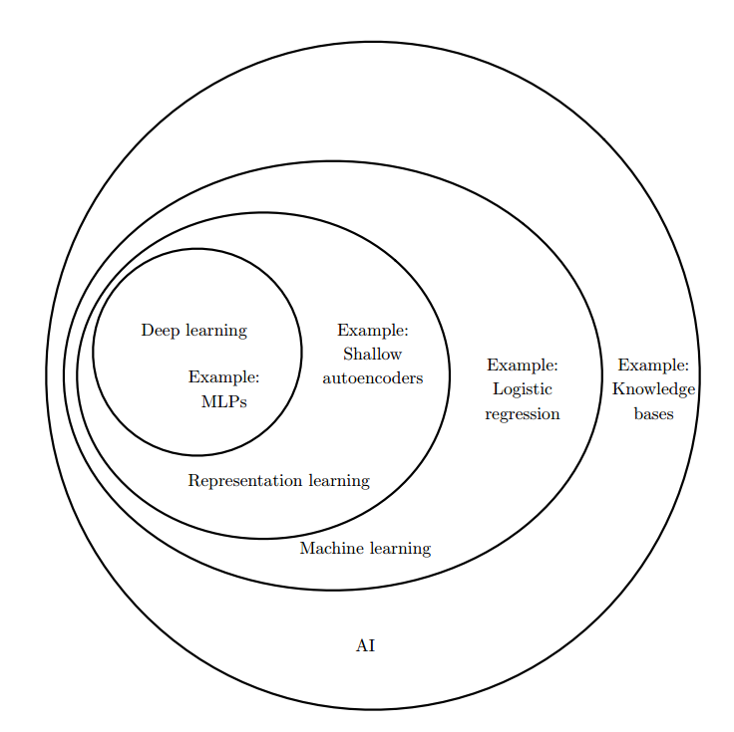 Deep learning
Example:
MLPs
Example:
Shallow
autoencoders
Example:
Logistic
regression
Example:
Knowledge
bases
Representation learning
Machine learning
AI